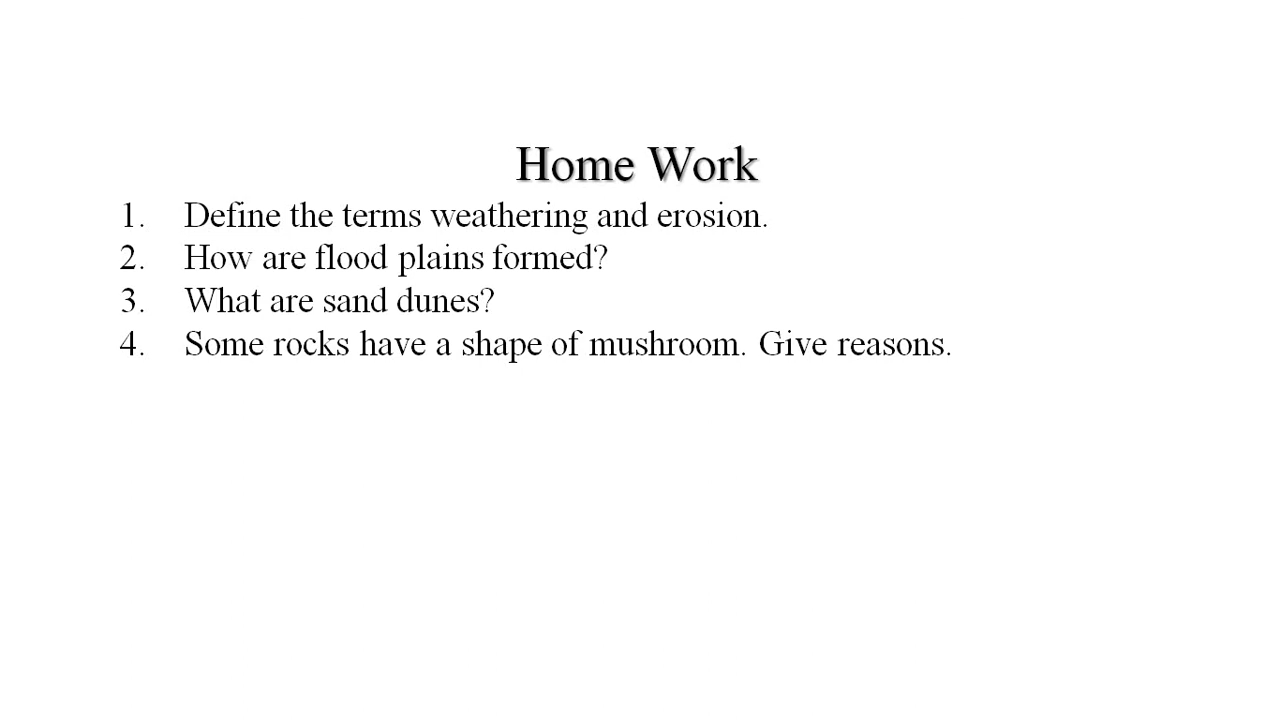 Home Work
1. Define the terms weathering and erosion.
2. How are flood plains formed?
3. What are sand dunes?
4. Some rocks have a shape of mushroom. Give reasons.